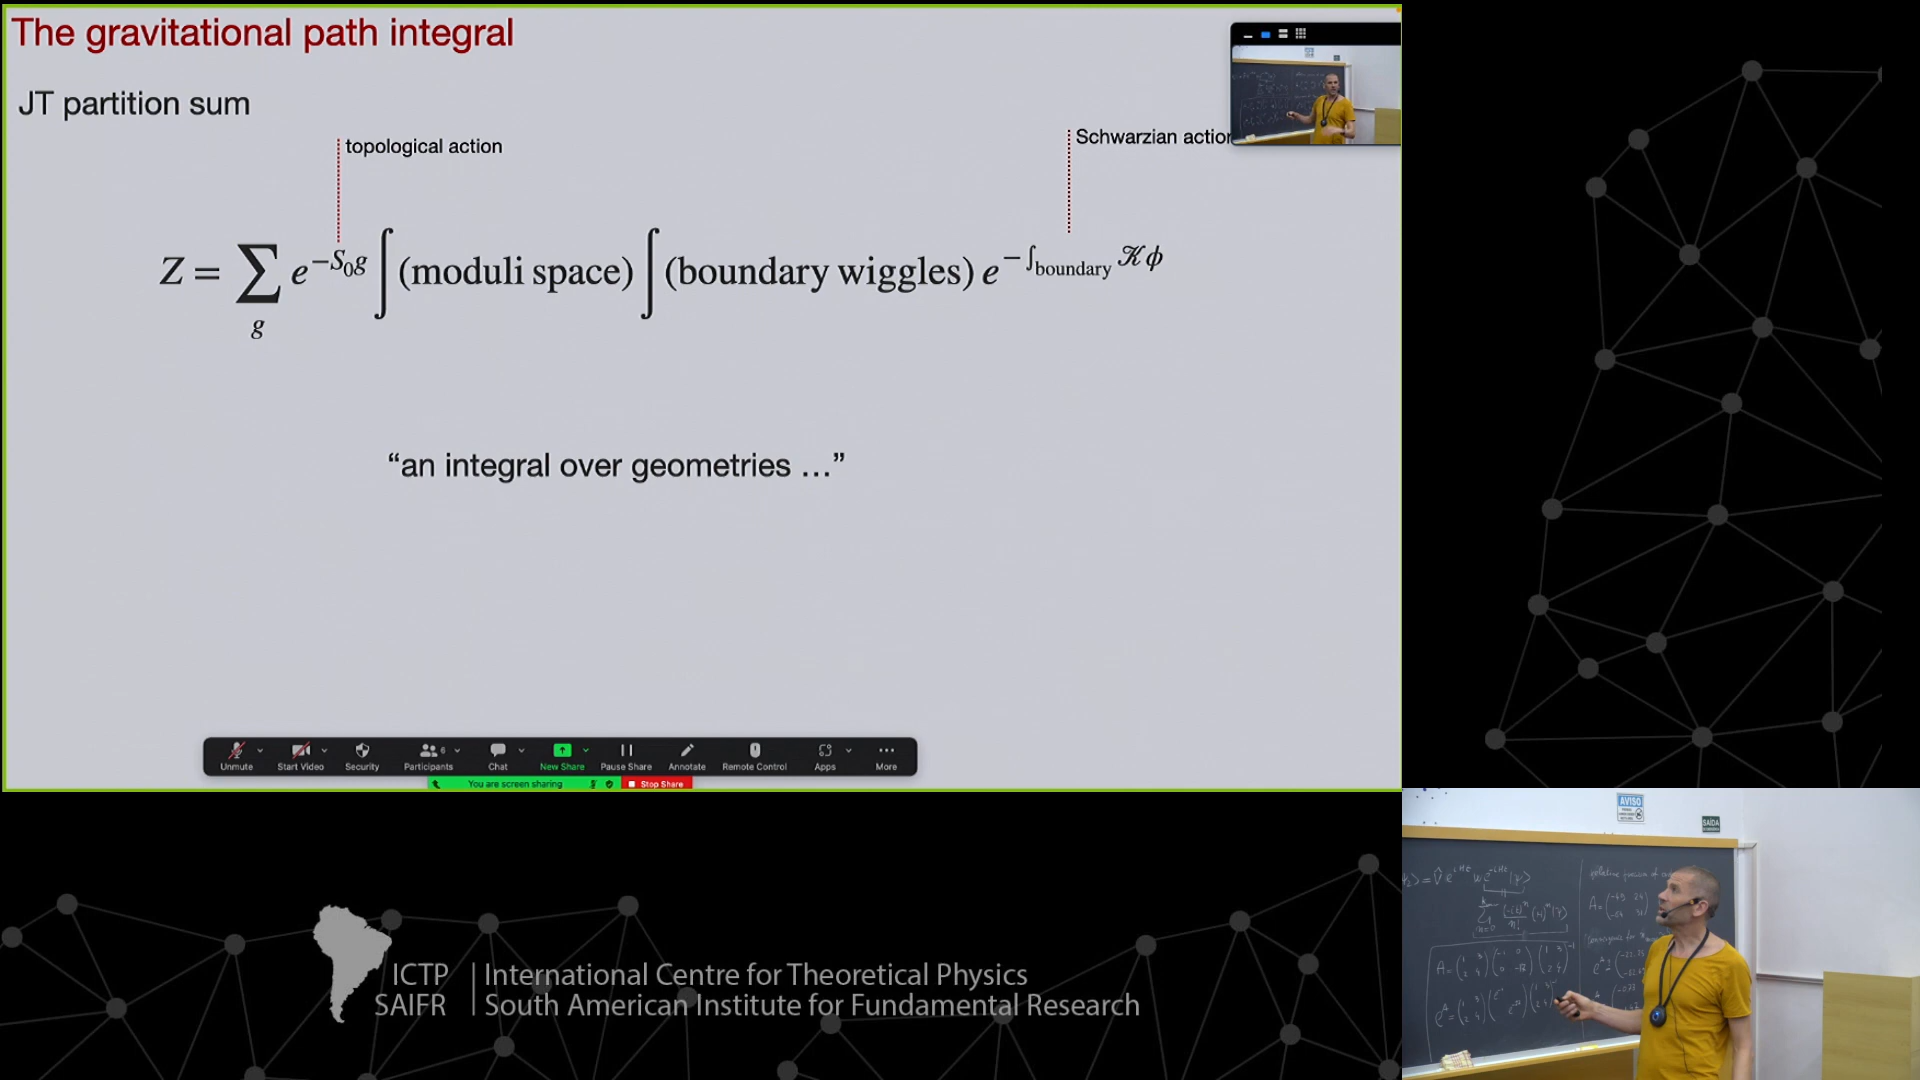 The gravitational path integral
JT partition sum
topological action
Schwarzian action
Z = ∑_g e^{−S₀g} ∫ (moduli space) ∫ (boundary wiggles) e^{−∫_boundary 𝒦ϕ}
“an integral over geometries …”
Unmute
Start Video
Security
Participants 6
Chat
New Share
Pause Share
Annotate
Remote Control
Apps
More
You are screen sharing
Stop Share
AVISO
SAÍDA
ICTP | International Centre for Theoretical Physics
SAIFR | South American Institute for Fundamental Research